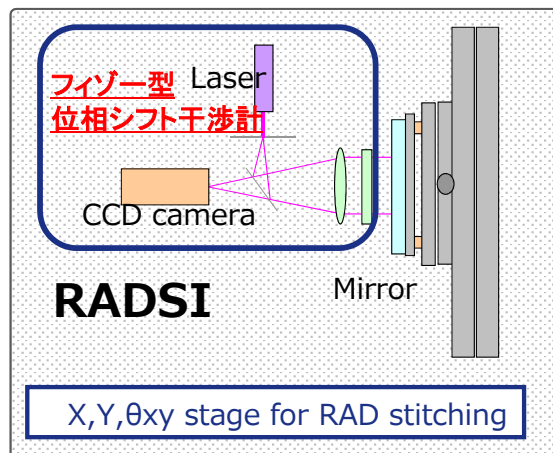 Laser
フィゾー型
位相シフト干渉計
CCD camera
RADSI
Mirror
X,Y,θxy stage for RAD stitching